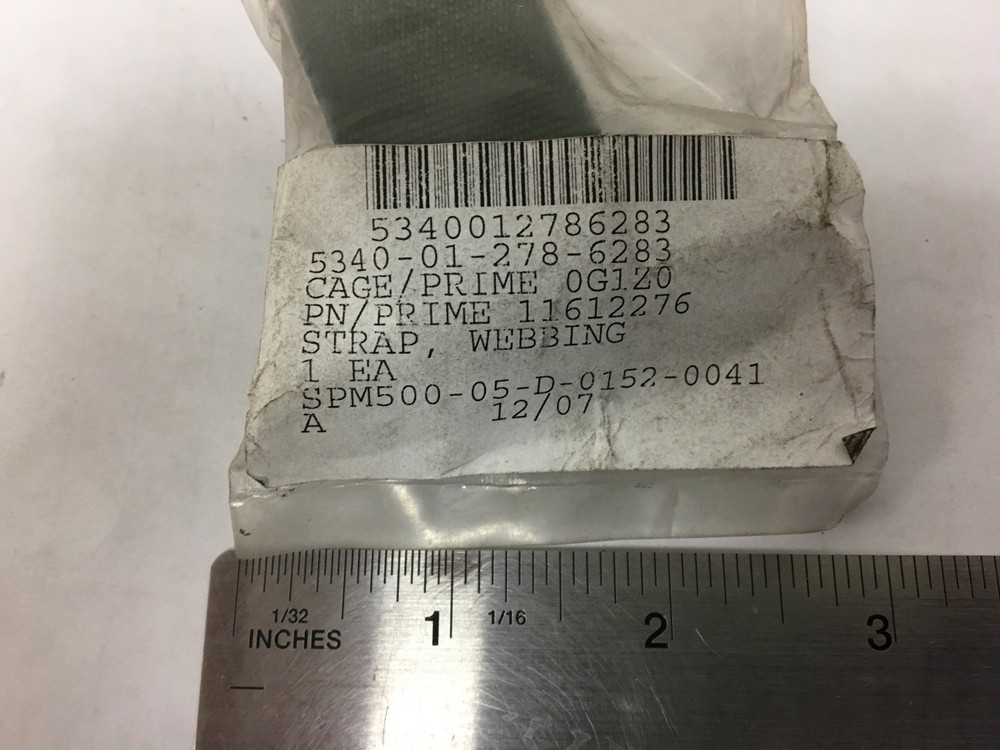 5340012786283
5340-01-278-6283
CAGE/PRIME 0G1Z0
PN/PRIME 11612276
STRAP, WEBBING
1 EA
SPM500-05-D-0152-0041
A 12/07
1/32 1/16
INCHES 1 2 3